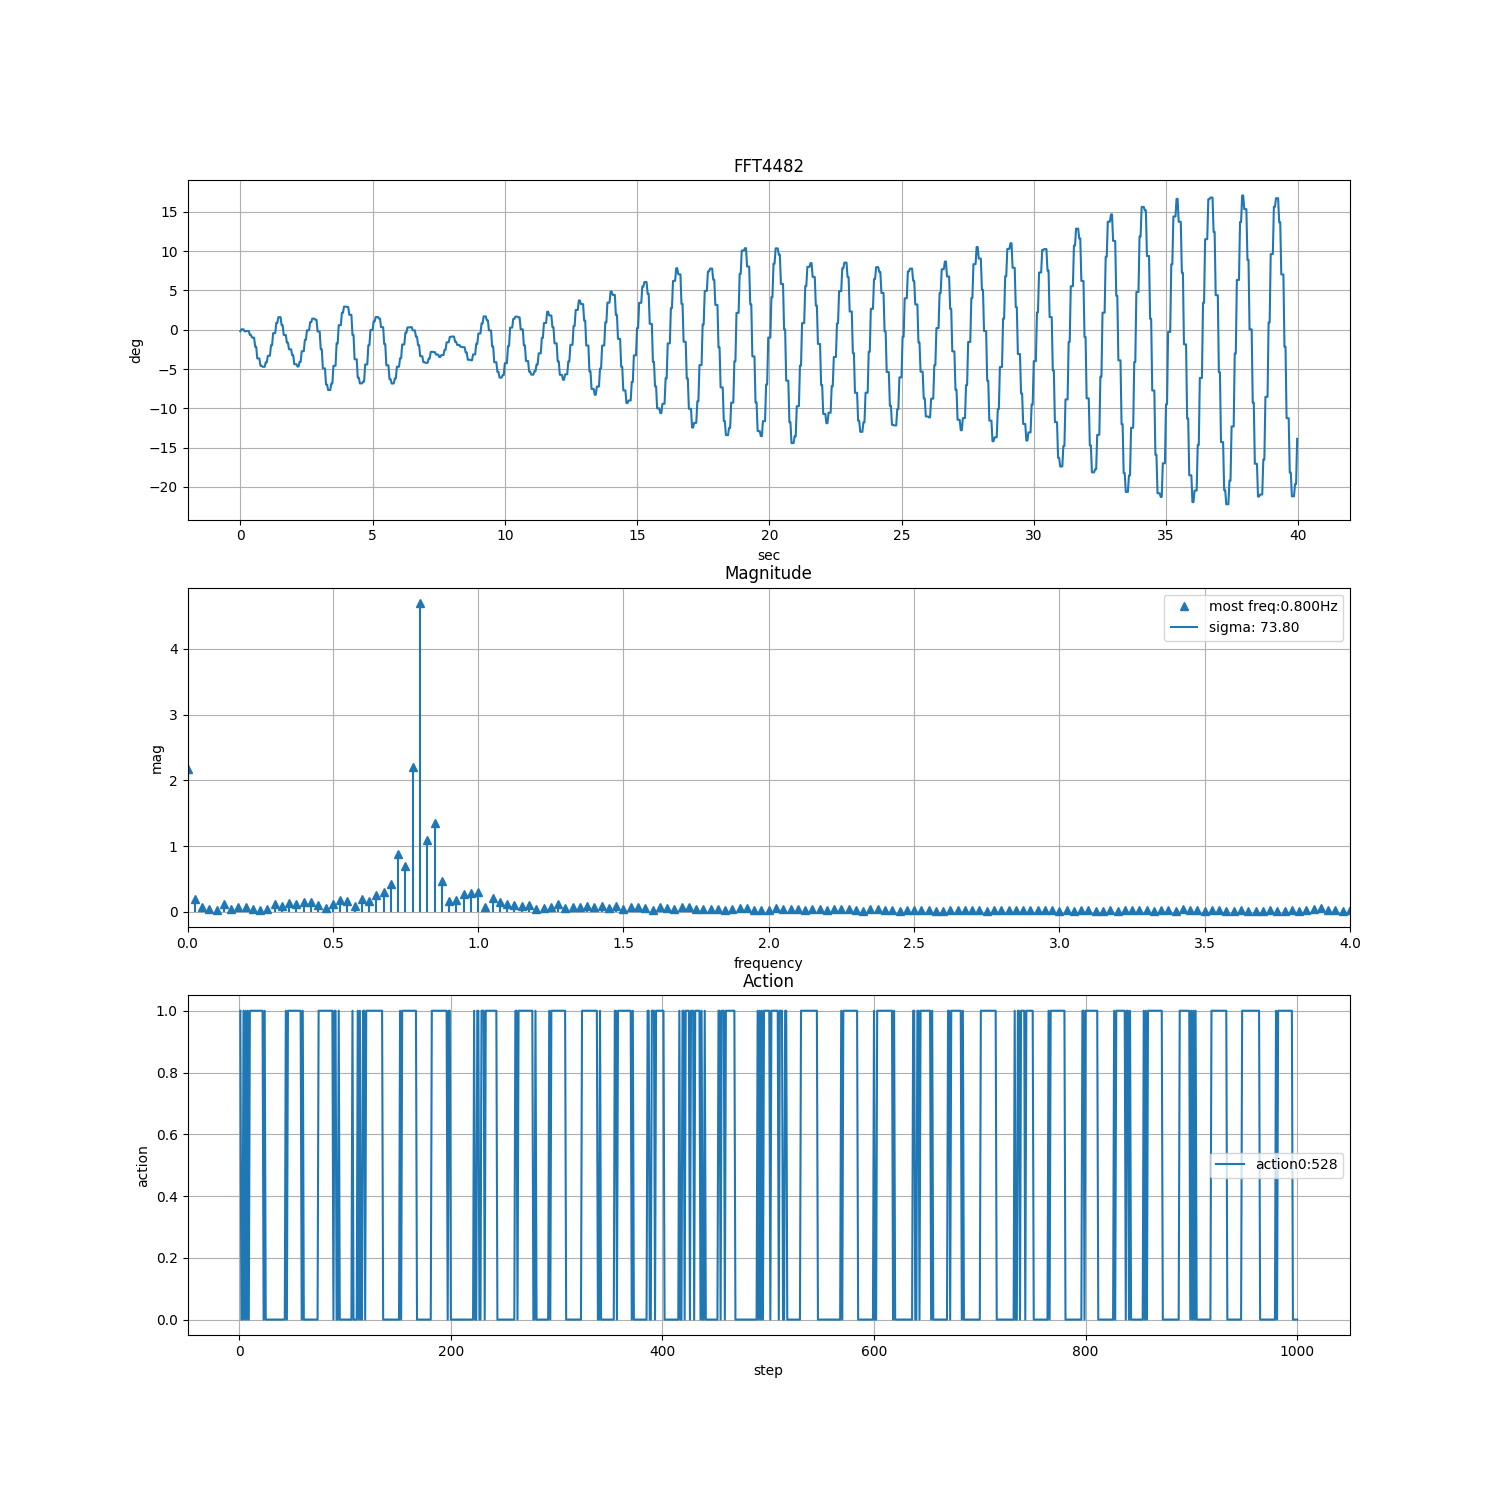 FFT4482
15
10
5
0
−5
−10
−15
−20
deg
0 5 10 15 20 25 30 35 40
sec
Magnitude
most freq:0.800Hz
sigma: 73.80
4
3
2
1
0
mag
0.0 0.5 1.0 1.5 2.0 2.5 3.0 3.5 4.0
frequency
Action
1.0
0.8
0.6
0.4
0.2
0.0
action
action0:528
0 200 400 600 800 1000
step